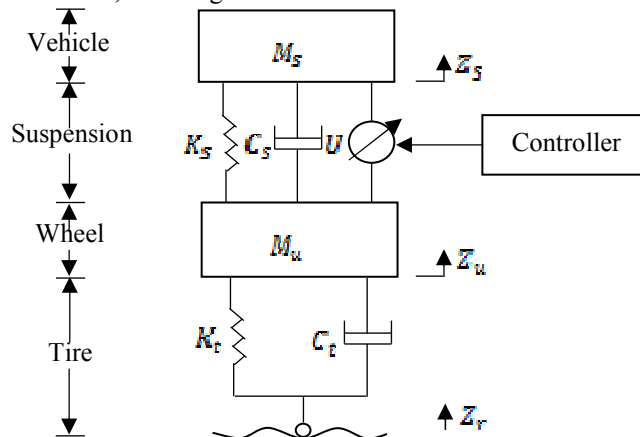 Vehicle
M_s
Z_s
Suspension
K_s C_s U
Controller
Wheel
M_u
Z_u
K_t
C_t
Tire
Z_r